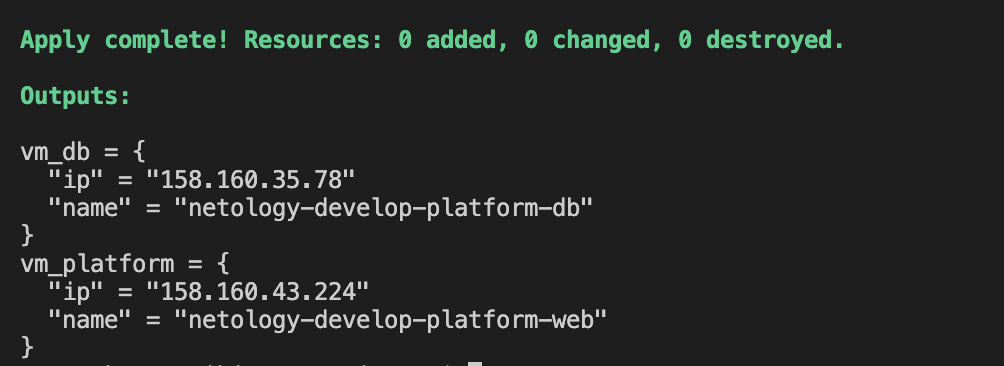 Apply complete! Resources: 0 added, 0 changed, 0 destroyed.
Outputs:
vm_db = {
  "ip" = "158.160.35.78"
  "name" = "netology-develop-platform-db"
}
vm_platform = {
  "ip" = "158.160.43.224"
  "name" = "netology-develop-platform-web"
}